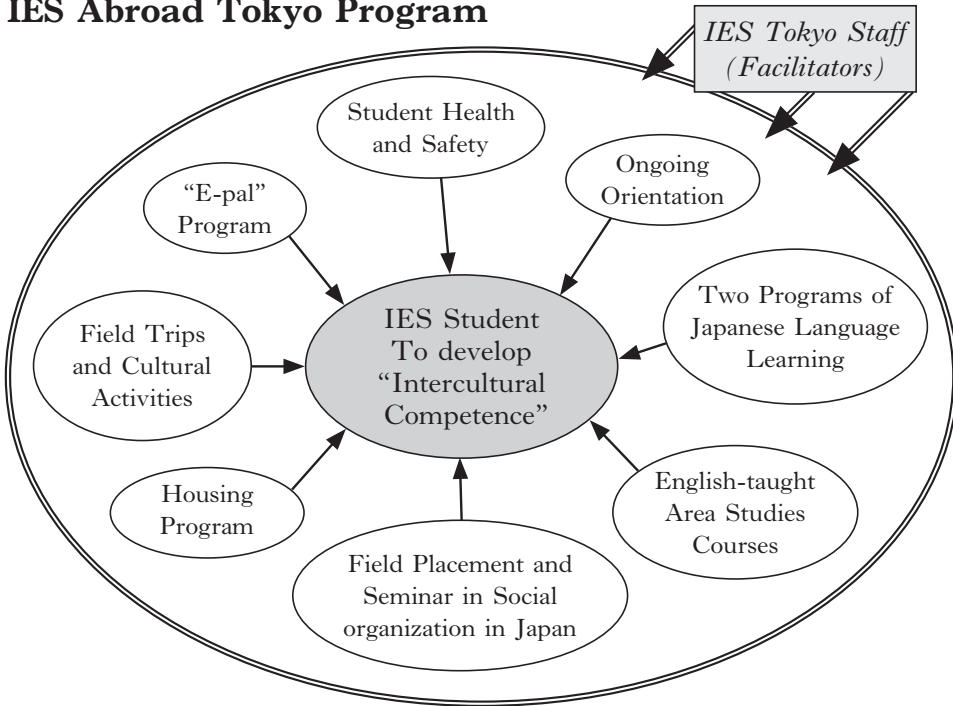 IES Abroad Tokyo Program
IES Tokyo Staff
(Facilitators)
Student Health
and Safety
Ongoing
Orientation
"E-pal"
Program
Two Programs of
Japanese Language
Learning
Field Trips
and Cultural
Activities
IES Student
To develop
"Intercultural
Competence"
Housing
Program
English-taught
Area Studies
Courses
Field Placement and
Seminar in Social
organization in Japan